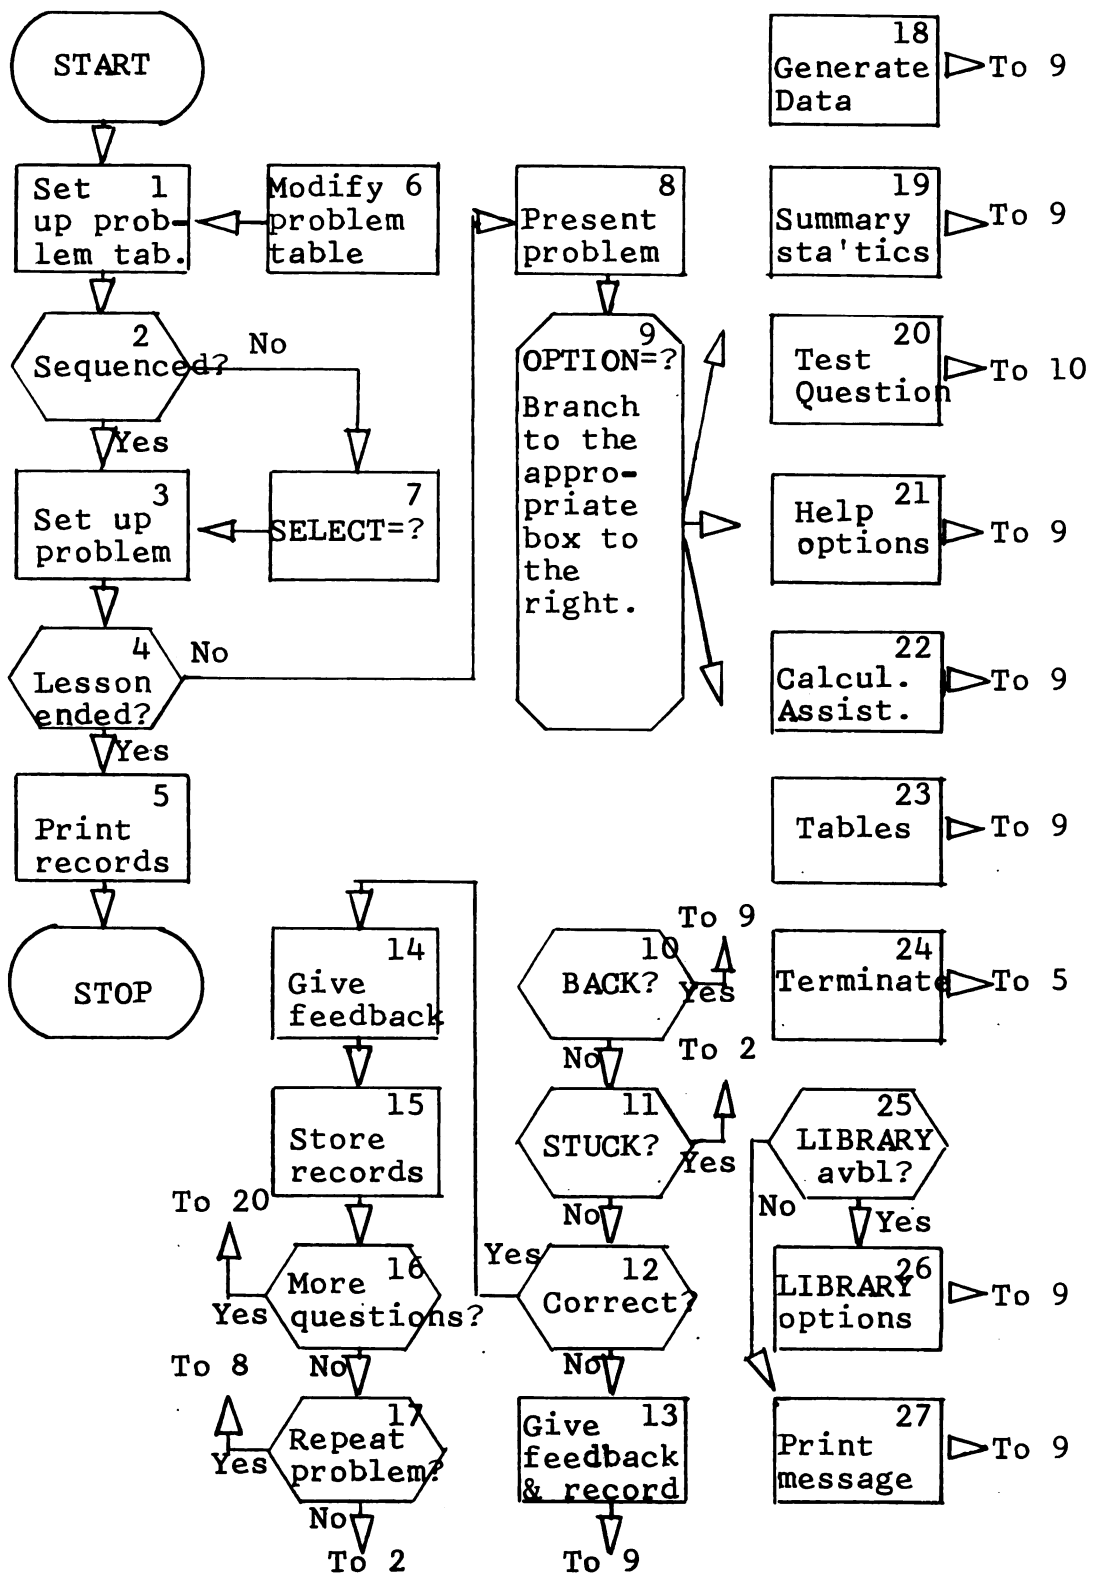 START
1
Set
up prob-
lem tab.
6
Modify
problem
table
2
Sequenced?
No
Yes
3
Set up
problem
7
SELECT=?
4
Lesson
ended?
No
Yes
5
Print
records
STOP
8
Present
problem
9
OPTION=?
Branch
to the
appro-
priate
box to
the
right.
18
Generate
Data
To 9
19
Summary
sta'tics
To 9
20
Test
Question
To 10
21
Help
options
To 9
22
Calcul.
Assist.
To 9
23
Tables
To 9
24
Terminate
To 5
25
LIBRARY
avbl?
No
Yes
26
LIBRARY
options
To 9
27
Print
message
To 9
10
BACK?
To 9
Yes
No
11
STUCK?
To 2
Yes
No
12
Correct?
Yes
No
13
Give
feedback
& record
To 9
14
Give
feedback
15
Store
records
16
More
questions?
To 20
Yes
No
17
Repeat
problem?
To 8
Yes
No
To 2